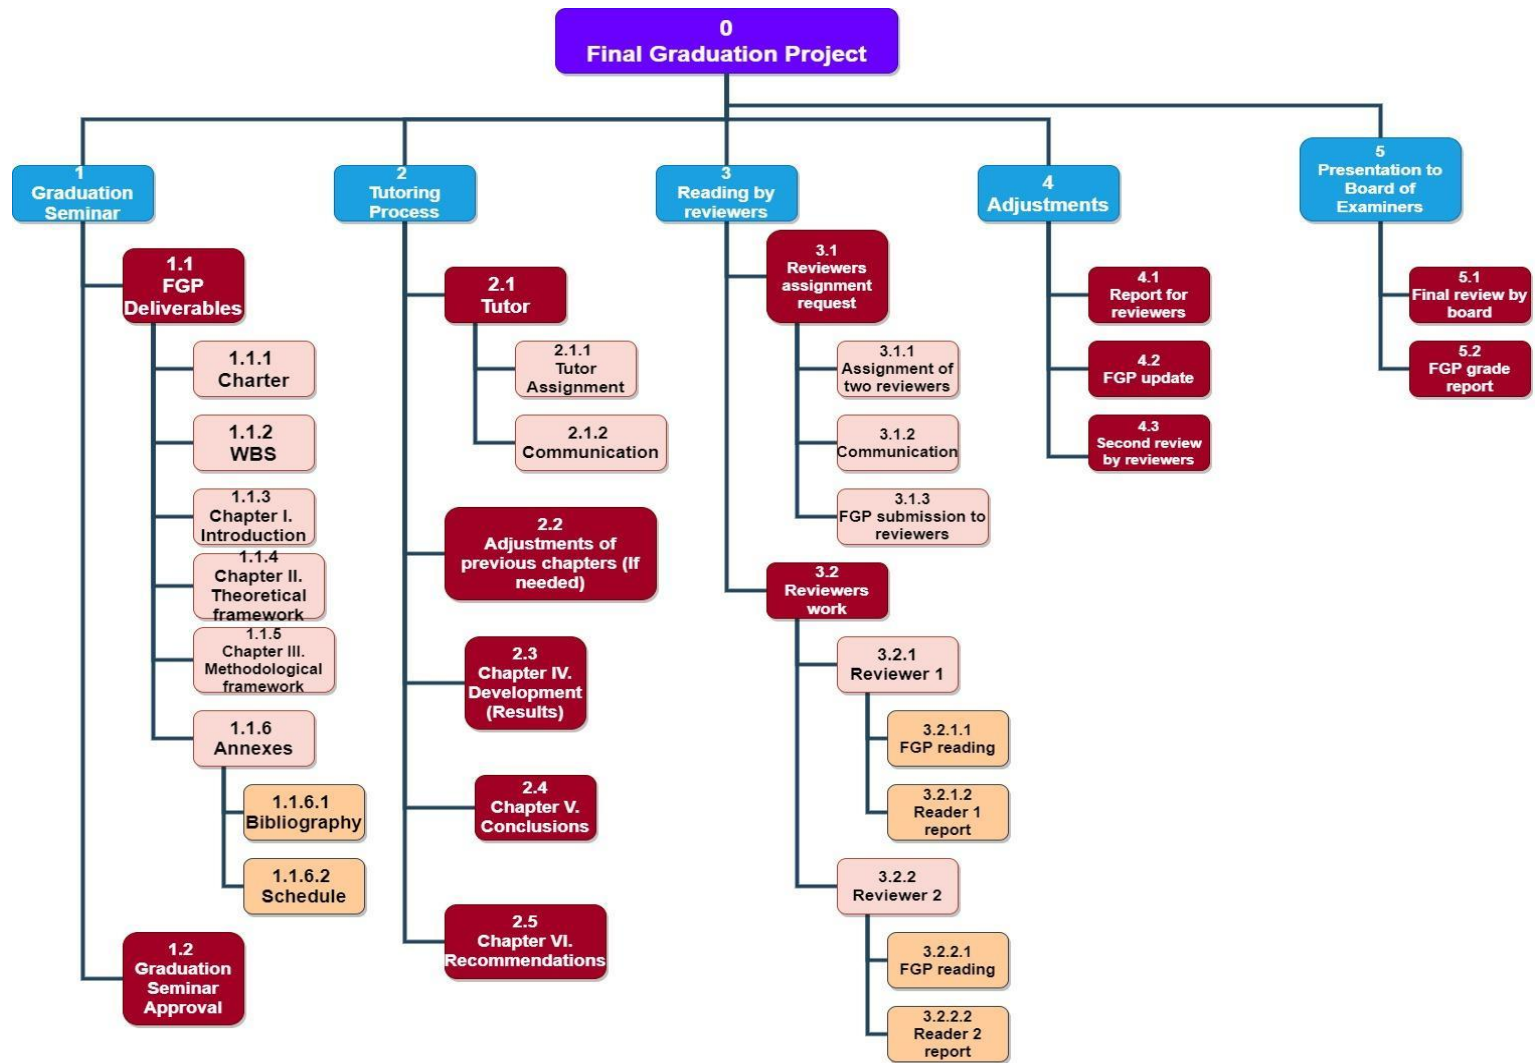 0
Final Graduation Project
1
Graduation
Seminar
1.1
FGP
Deliverables
1.1.1
Charter
1.1.2
WBS
1.1.3
Chapter I.
Introduction
1.1.4
Chapter II.
Theoretical
framework
1.1.5
Chapter III.
Methodological
framework
1.1.6
Annexes
1.1.6.1
Bibliography
1.1.6.2
Schedule
1.2
Graduation
Seminar
Approval
2
Tutoring
Process
2.1
Tutor
2.1.1
Tutor
Assignment
2.1.2
Communication
2.2
Adjustments of
previous chapters (If
needed)
2.3
Chapter IV.
Development
(Results)
2.4
Chapter V.
Conclusions
2.5
Chapter VI.
Recommendations
3
Reading by
reviewers
3.1
Reviewers
assignment
request
3.1.1
Assignment of
two reviewers
3.1.2
Communication
3.1.3
FGP submission to
reviewers
3.2
Reviewers
work
3.2.1
Reviewer 1
3.2.1.1
FGP reading
3.2.1.2
Reader 1
report
3.2.2
Reviewer 2
3.2.2.1
FGP reading
3.2.2.2
Reader 2
report
4
Adjustments
4.1
Report for
reviewers
4.2
FGP update
4.3
Second review
by reviewers
5
Presentation to
Board of
Examiners
5.1
Final review by
board
5.2
FGP grade
report